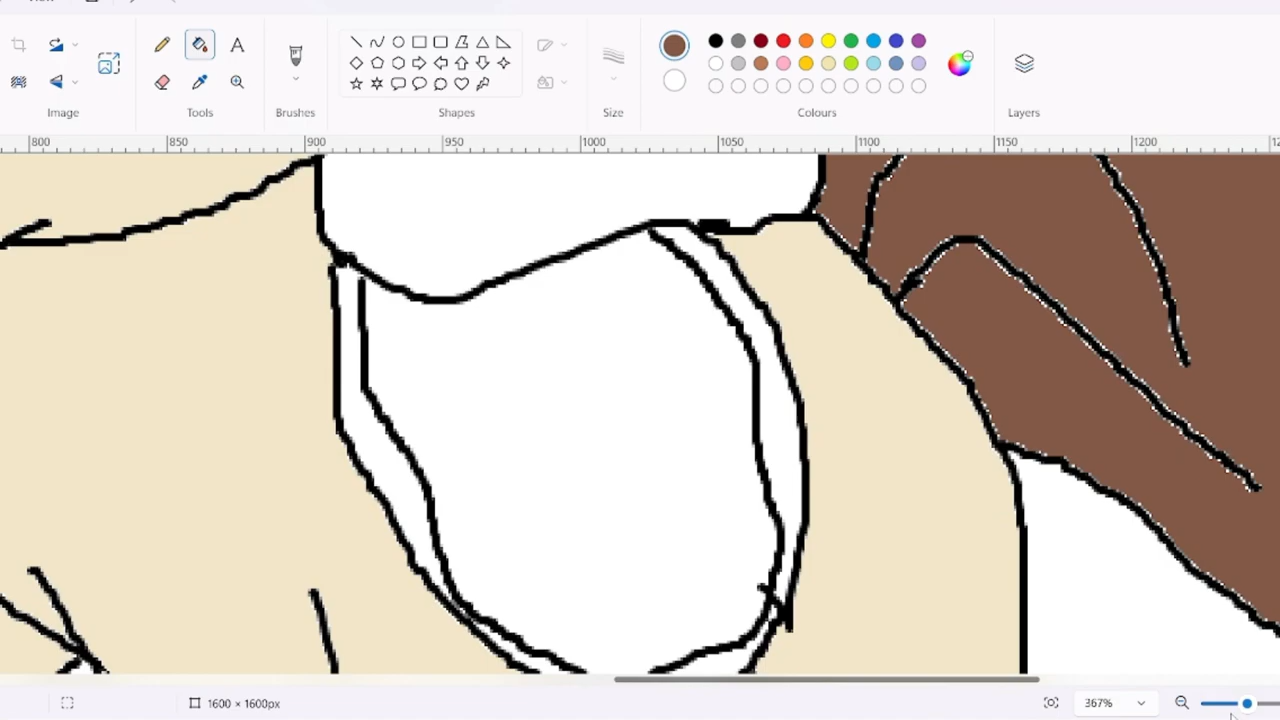 Image
Tools
Brushes
Shapes
Size
Colours
Layers
800
850
900
950
1000
1050
1100
1150
1200
1600 × 1600px
367%